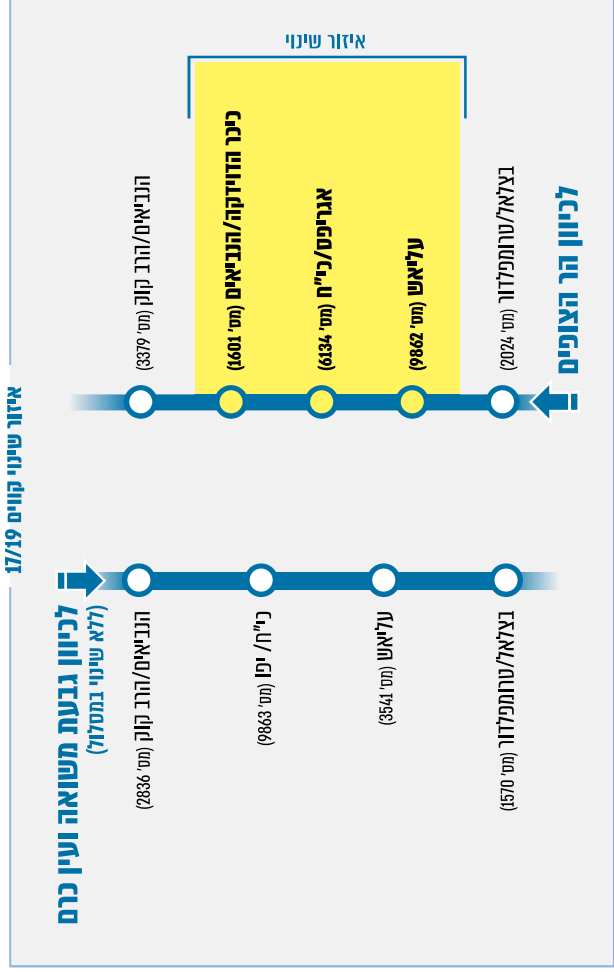 איזור שינוי קווים 17/19
איזור שינוי
לכיוון הר הצופים
בצלאל/טרומפלדור (מס' 2024)
עליאש (מס' 9862)
אגריפס/כי"ח (מס' 6134)
כיכר הדוידקה/הנביאים (מס' 1601)
הנביאים/הרב קוק (מס' 3379)
לכיוון גבעת משואה ועין כרם
(ללא שינוי במסלול)
הנביאים/הרב קוק (מס' 2836)
כי"ח/ יפו (מס' 9863)
עליאש (מס' 3541)
בצלאל/טרומפלדור (מס' 1570)